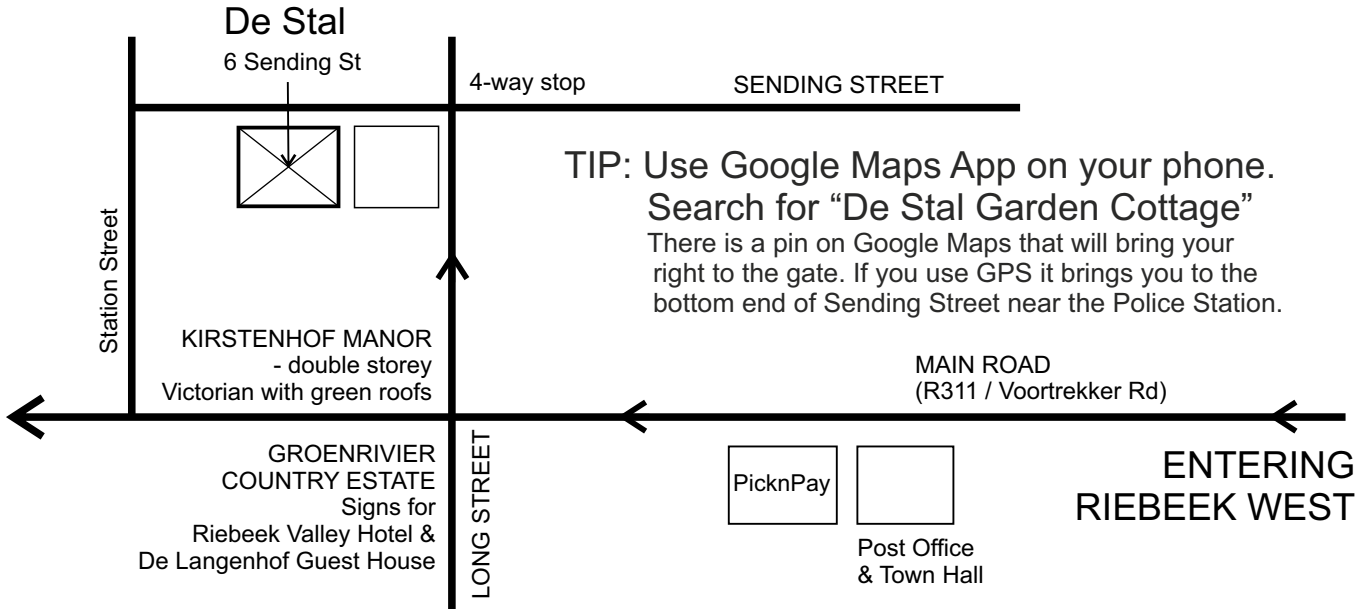 De Stal
6 Sending St
4-way stop
SENDING STREET
TIP: Use Google Maps App on your phone.
Search for “De Stal Garden Cottage”
There is a pin on Google Maps that will bring your
right to the gate. If you use GPS it brings you to the
bottom end of Sending Street near the Police Station.
Station Street
KIRSTENHOF MANOR
- double storey
Victorian with green roofs
MAIN ROAD
(R311 / Voortrekker Rd)
GROENRIVIER
COUNTRY ESTATE
Signs for
Riebeek Valley Hotel &
De Langenhof Guest House
LONG STREET
PicknPay
Post Office
& Town Hall
ENTERING
RIEBEEK WEST